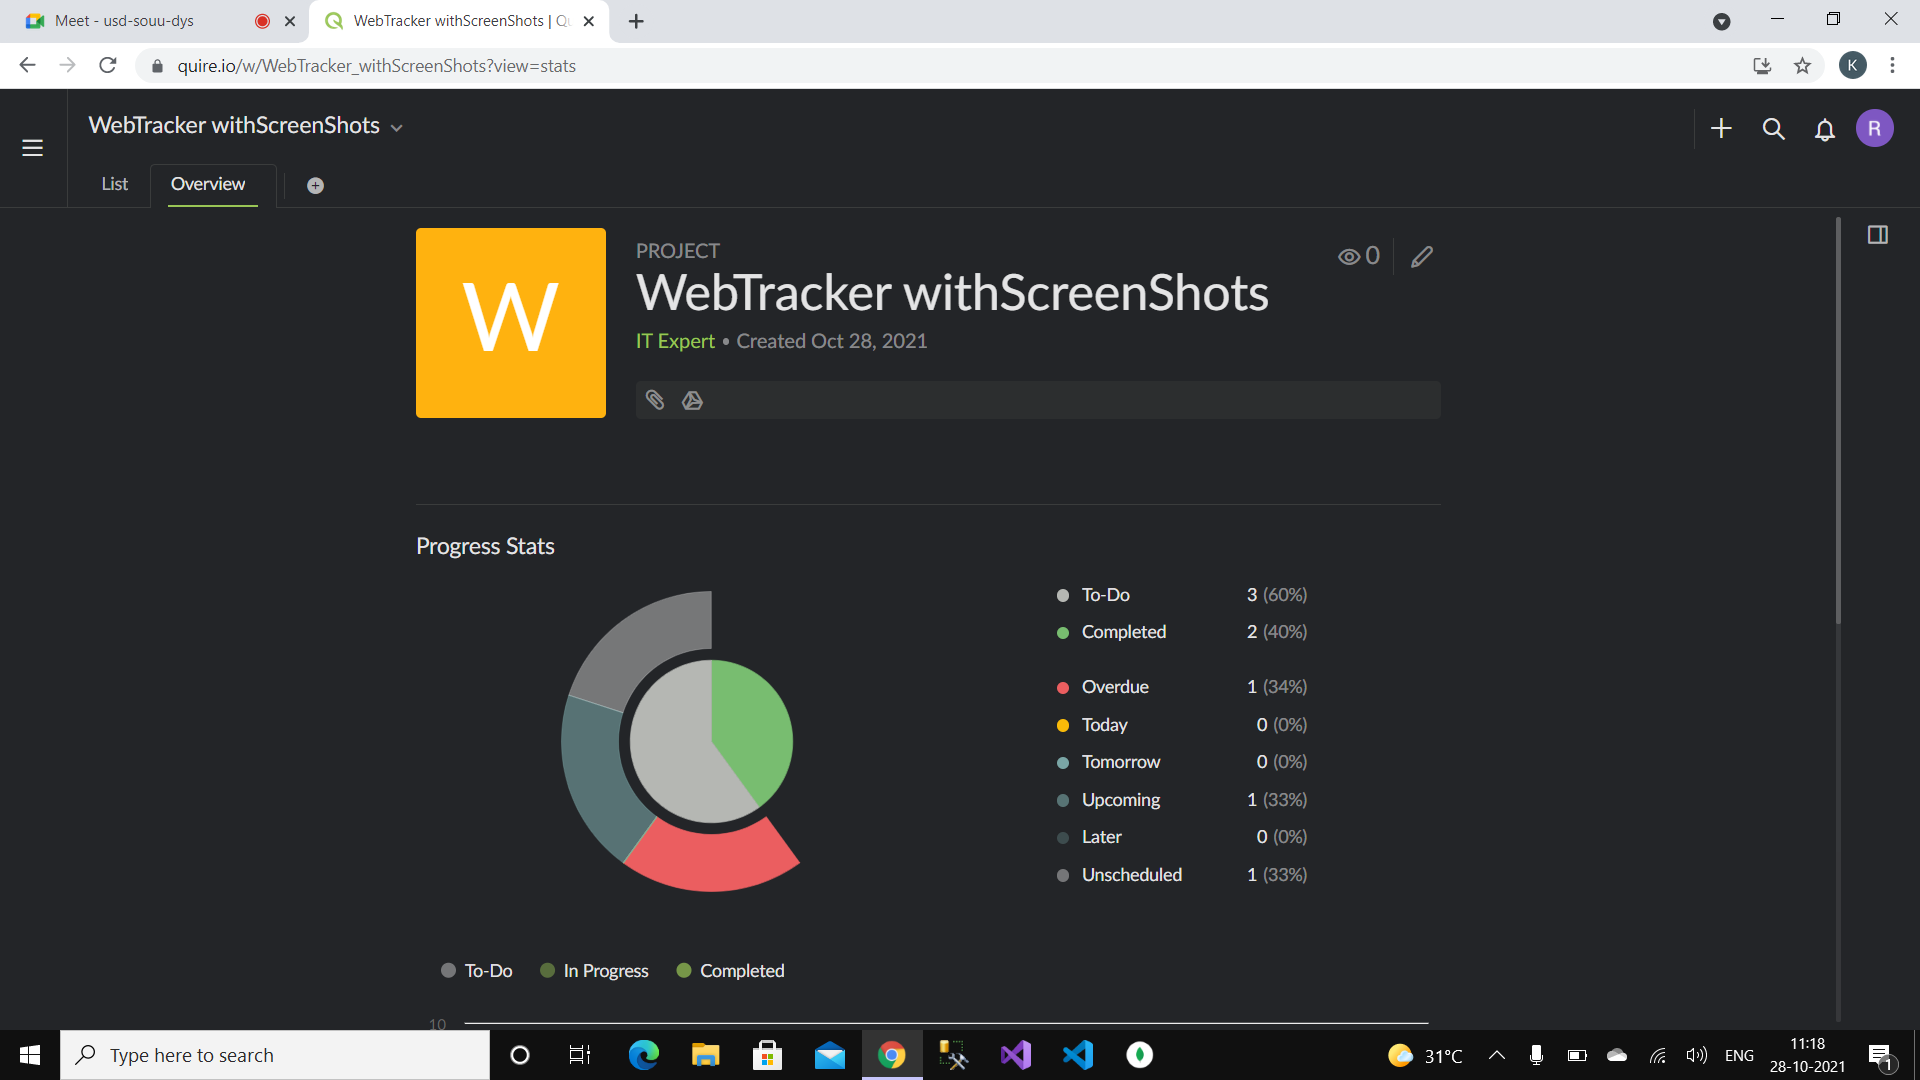 Meet - usd-souu-dys
WebTracker withScreenShots | Qu
quire.io/w/WebTracker_withScreenShots?view=stats
K
WebTracker withScreenShots
R
List
Overview
W
PROJECT
0
WebTracker withScreenShots
IT Expert • Created Oct 28, 2021
Progress Stats
To-Do 3 (60%)
Completed 2 (40%)
Overdue 1 (34%)
Today 0 (0%)
Tomorrow 0 (0%)
Upcoming 1 (33%)
Later 0 (0%)
Unscheduled 1 (33%)
To-Do In Progress Completed
10
Type here to search
31°C
ENG
11:18
28-10-2021
1